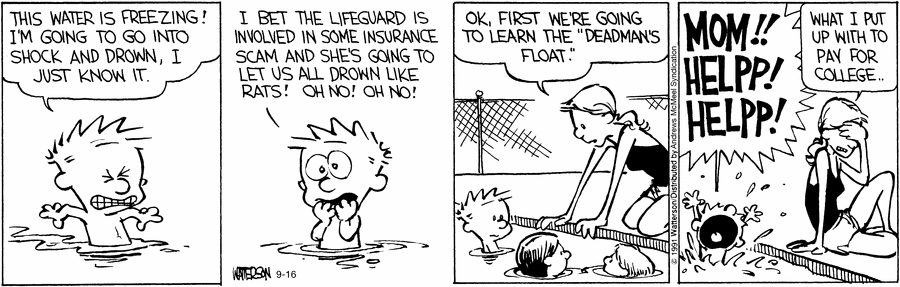 THIS WATER IS FREEZING!
I'M GOING TO GO INTO
SHOCK AND DROWN, I
JUST KNOW IT.
I BET THE LIFEGUARD IS
INVOLVED IN SOME INSURANCE
SCAM AND SHE'S GOING TO
LET US ALL DROWN LIKE
RATS! OH NO! OH NO!
WATTERSON 9-16
OK, FIRST WE'RE GOING
TO LEARN THE "DEADMAN'S
FLOAT."
© 1991 Watterson/Distributed by Andrews McMeel Syndication
MOM!!
HELPP!
HELPP!
WHAT I PUT
UP WITH TO
PAY FOR
COLLEGE..